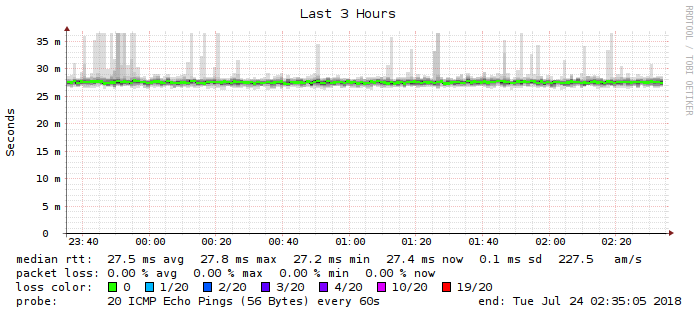 Last 3 Hours
RRDTOOL / TOBI OETIKER
Seconds
35 m
30 m
25 m
20 m
15 m
10 m
5 m
0
23:40 00:00 00:20 00:40 01:00 01:20 01:40 02:00 02:20
median rtt: 27.5 ms avg 27.8 ms max 27.2 ms min 27.4 ms now 0.1 ms sd 227.5 am/s
packet loss: 0.00 % avg 0.00 % max 0.00 % min 0.00 % now
loss color: 0 1/20 2/20 3/20 4/20 10/20 19/20
probe: 20 ICMP Echo Pings (56 Bytes) every 60s end: Tue Jul 24 02:35:05 2018